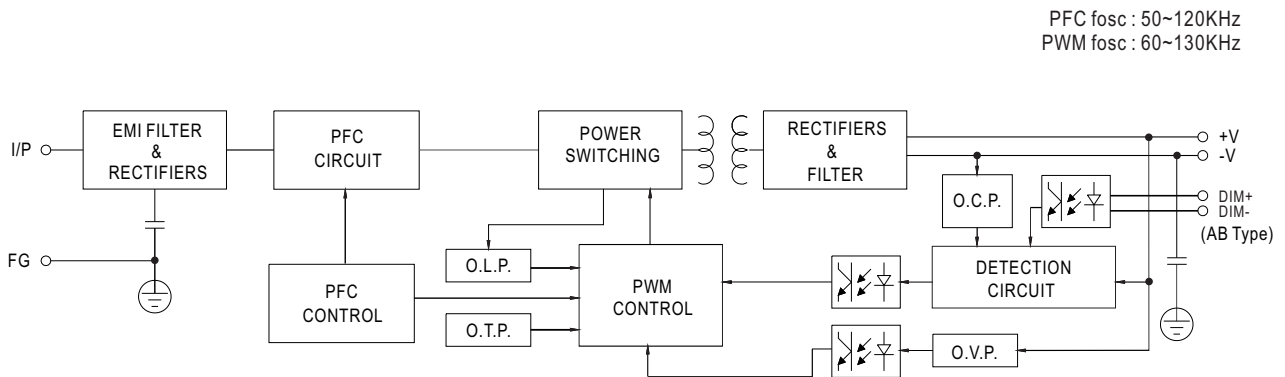 PFC fosc : 50~120KHz
PWM fosc : 60~130KHz
I/P
EMI FILTER
&
RECTIFIERS
PFC
CIRCUIT
POWER
SWITCHING
RECTIFIERS
&
FILTER
+V
-V
O.C.P.
DIM+
DIM-
(AB Type)
FG
O.L.P.
PFC
CONTROL
PWM
CONTROL
DETECTION
CIRCUIT
O.T.P.
O.V.P.